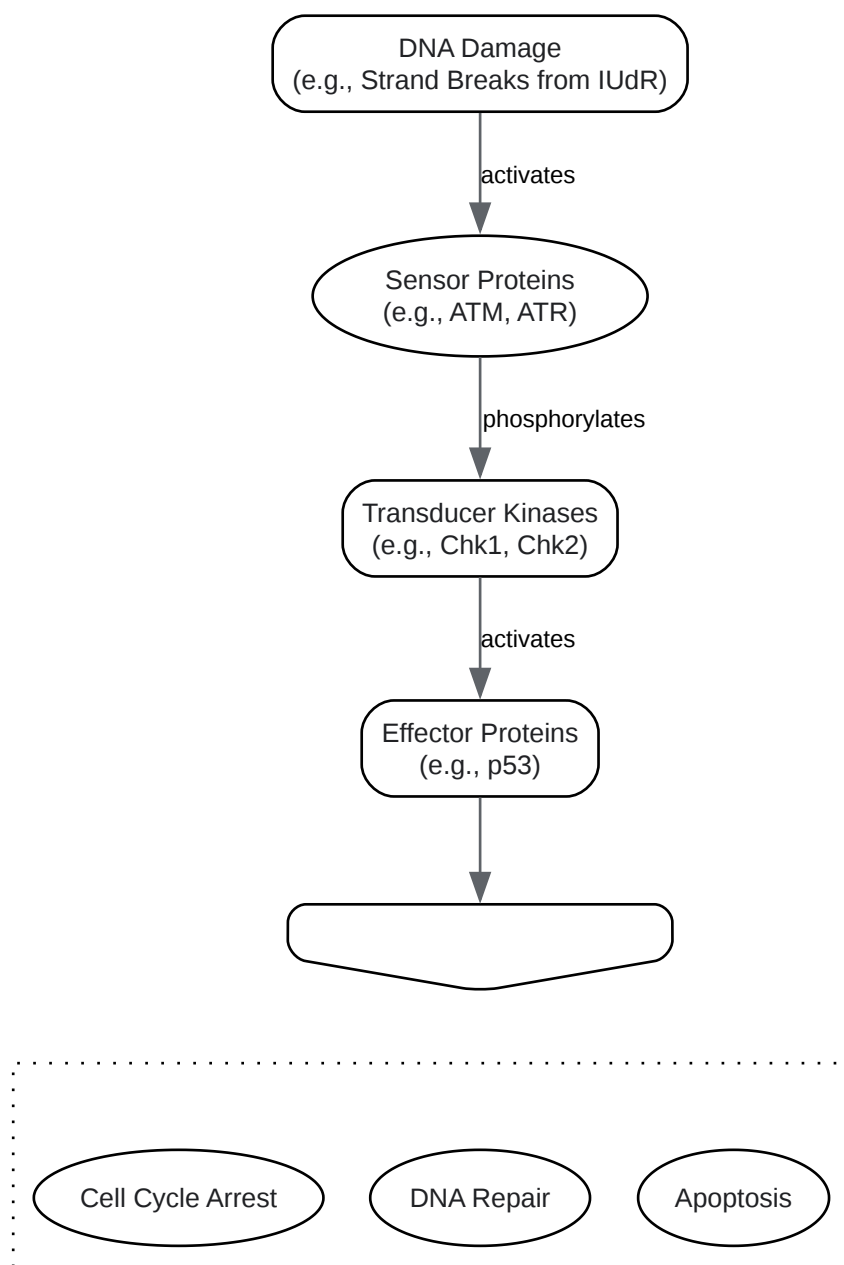 DNA Damage
(e.g., Strand Breaks from IUdR)
activates
Sensor Proteins
(e.g., ATM, ATR)
phosphorylates
Transducer Kinases
(e.g., Chk1, Chk2)
activates
Effector Proteins
(e.g., p53)
Cell Cycle Arrest
DNA Repair
Apoptosis